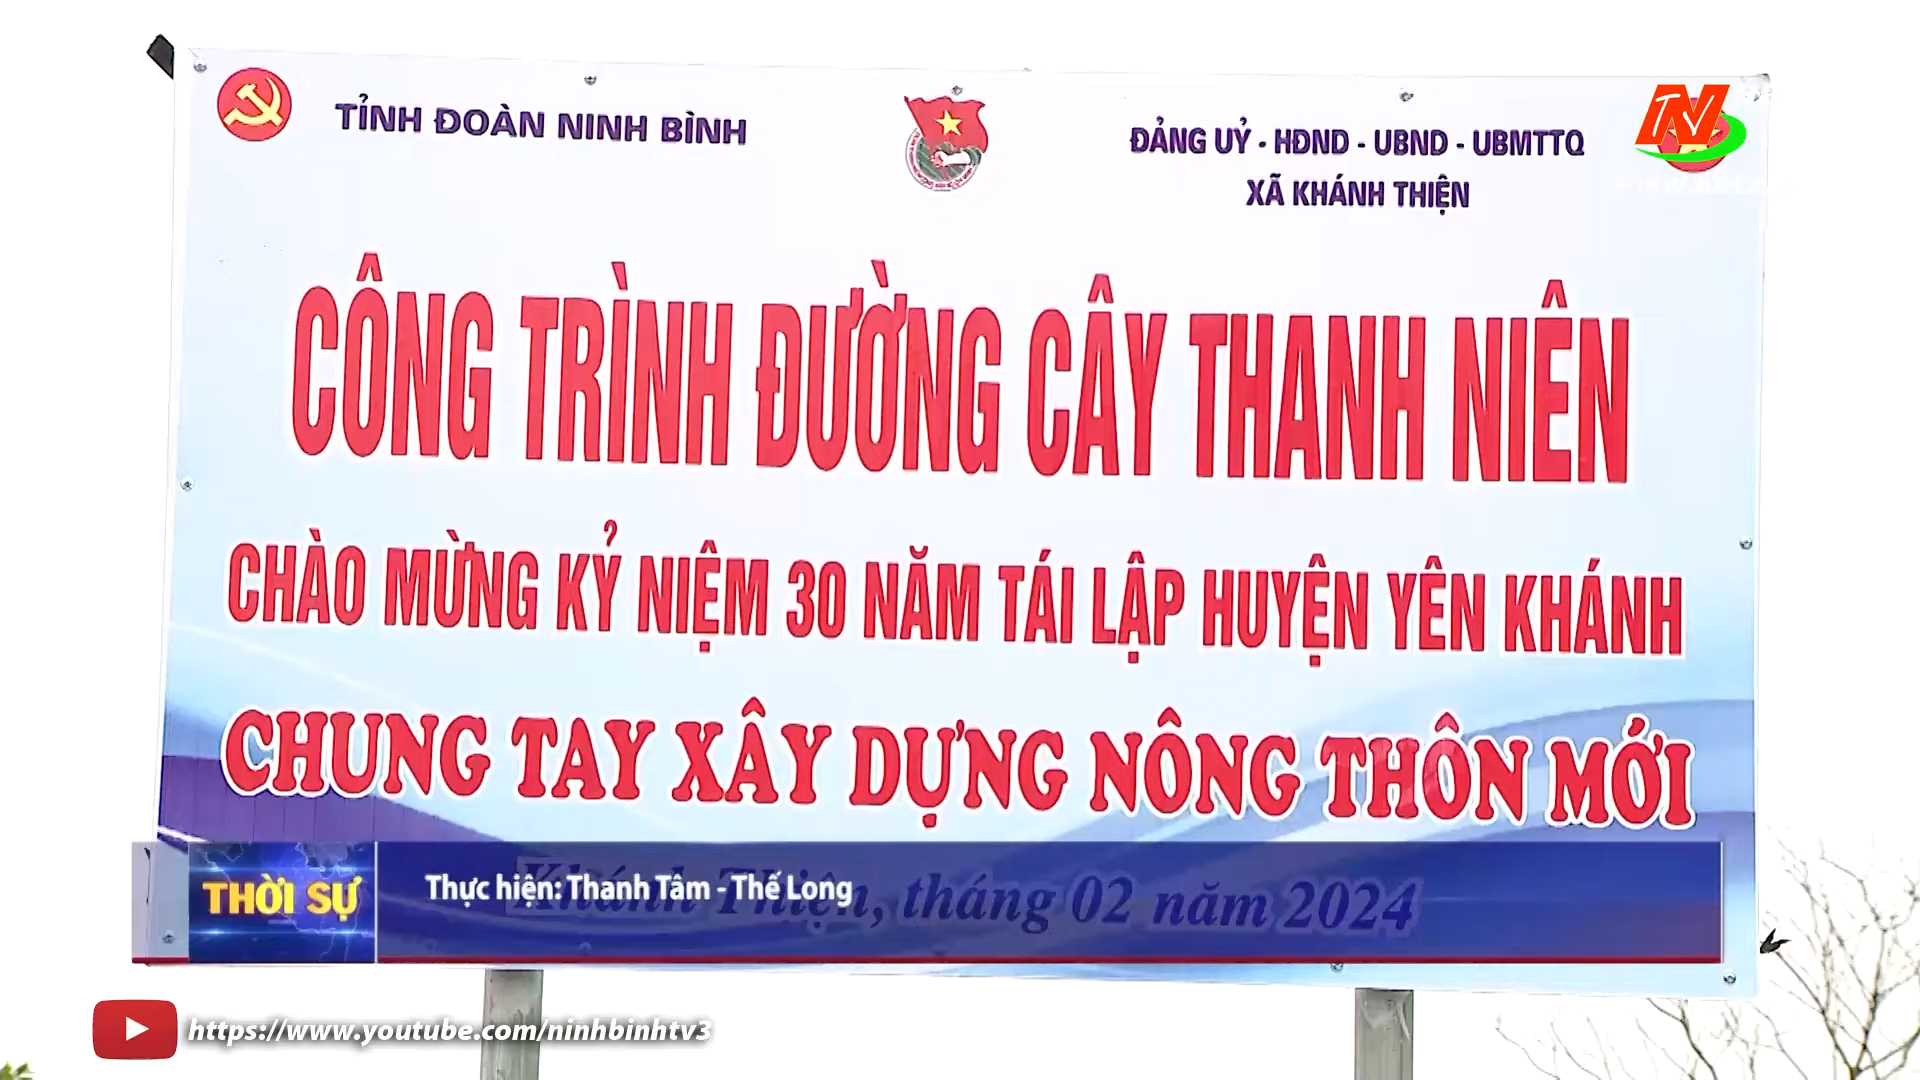 TỈNH ĐOÀN NINH BÌNH
ĐẢNG UỶ - HĐND - UBND - UBMTTQ
XÃ KHÁNH THIỆN
CÔNG TRÌNH ĐƯỜNG CÂY THANH NIÊN
CHÀO MỪNG KỶ NIỆM 30 NĂM TÁI LẬP HUYỆN YÊN KHÁNH
CHUNG TAY XÂY DỰNG NÔNG THÔN MỚI
Khánh Thiện, tháng 02 năm 2024
THỜI SỰ
Thực hiện: Thanh Tâm - Thế Long
https://www.youtube.com/ninhbinhtv3